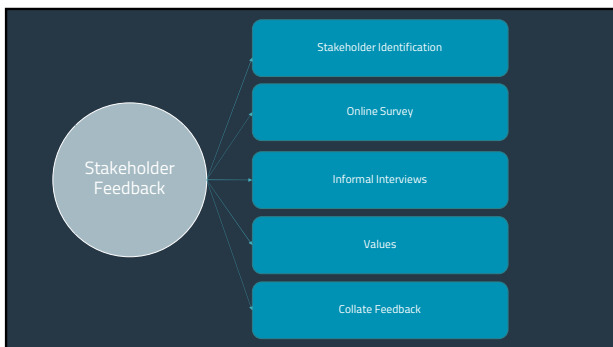 Stakeholder
Feedback
Stakeholder Identification
Online Survey
Informal Interviews
Values
Collate Feedback